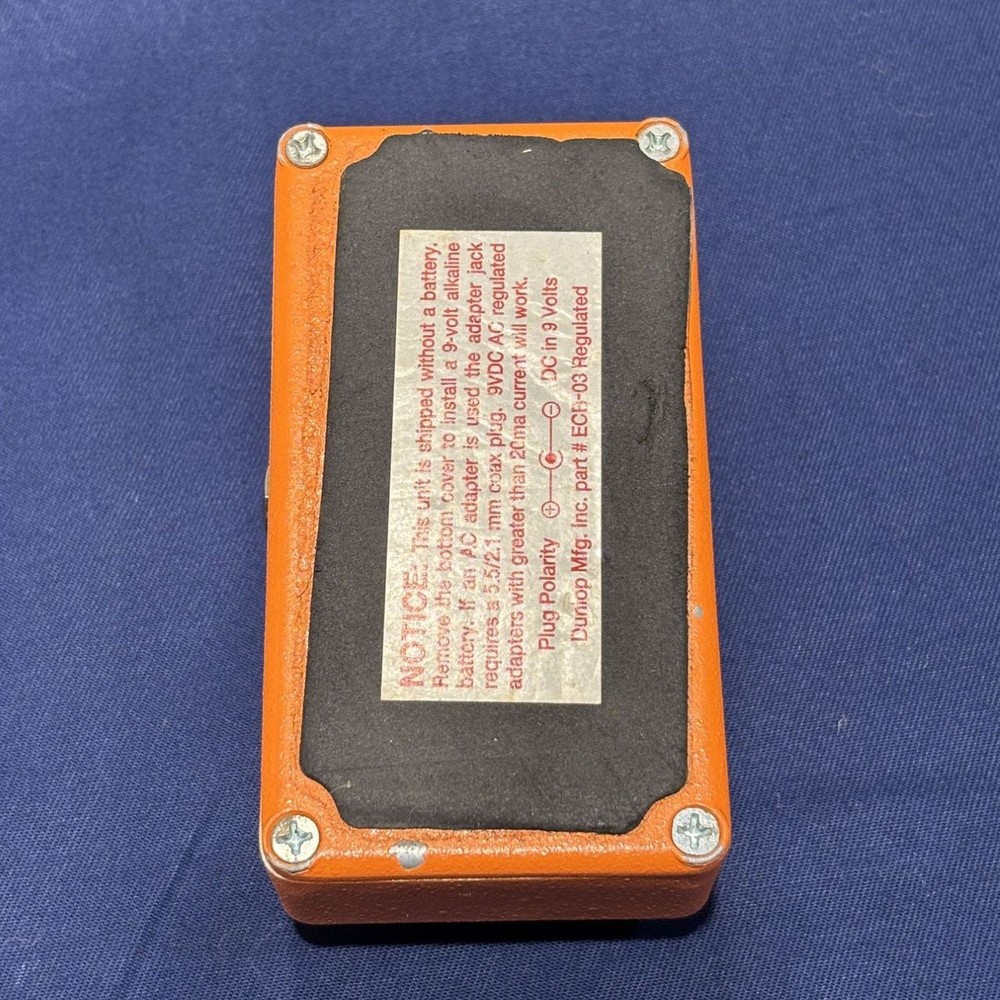 NOTICE: This unit is shipped without a battery.
Remove the bottom cover to install a 9-volt alkaline
battery. If an AC adapter is used the adapter jack
requires a 5.5/2.1 mm coax plug. 9VDC AC regulated
adapters with greater than 20ma current will work.
Plug Polarity + - DC in 9 Volts
Dunlop Mfg. Inc. part # ECB-03 Regulated